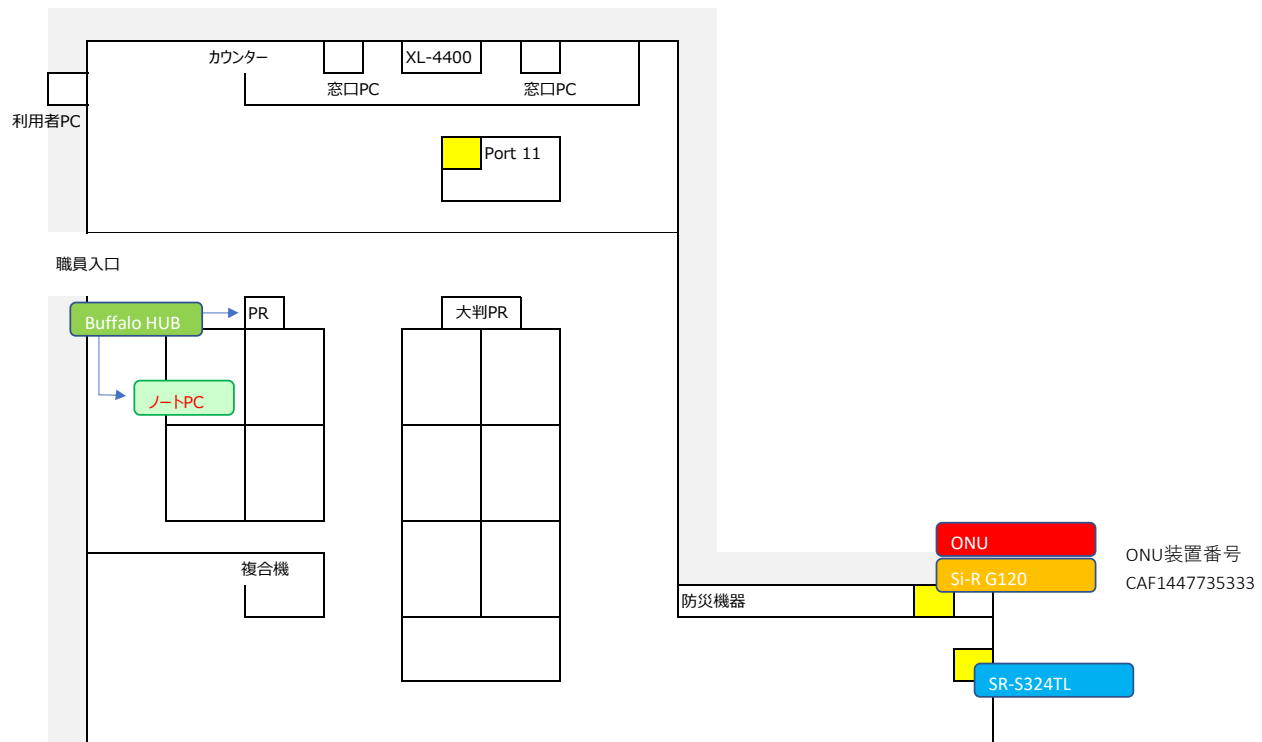 カウンター
XL-4400
窓口PC
窓口PC
利用者PC
Port 11
職員入口
Buffalo HUB
PR
大判PR
ノートPC
ONU
ONU装置番号
複合機
Si-R G120
CAF1447735333
防災機器
SR-S324TL